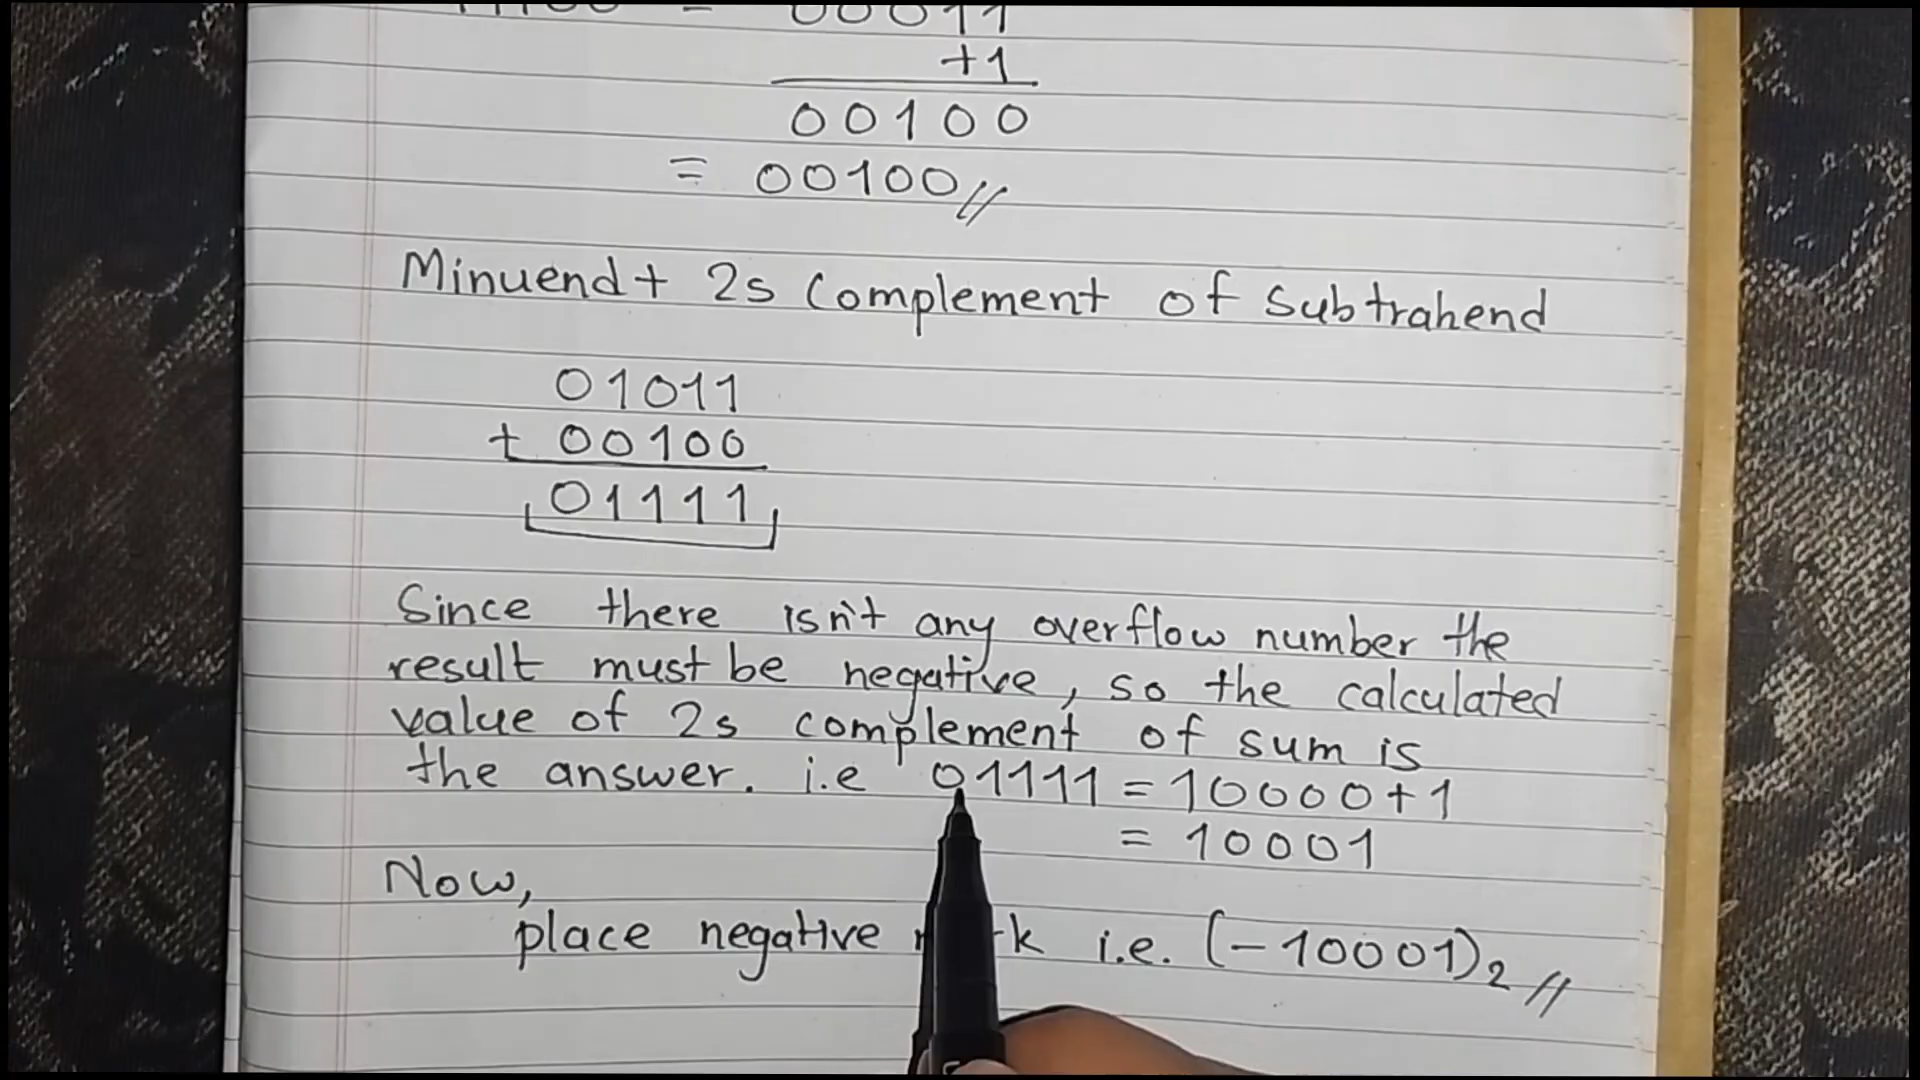 11100 = 00011
+1
00100
= 00100//
Minuend + 2s Complement of Subtrahend
01011
+ 00100
01111
Since there isn't any overflow number the
result must be negative, so the calculated
value of 2s complement of sum is
the answer. i.e 01111 = 10000+1
= 10001
Now,
place negative i.e. (-10001)2 //